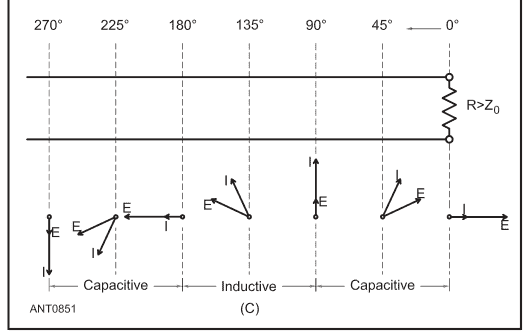 270° 225° 180° 135° 90° 45° 0°
R>Z0
I I I
E E E
E E I E
E I I
I
Capacitive Inductive Capacitive
ANT0851 (C)